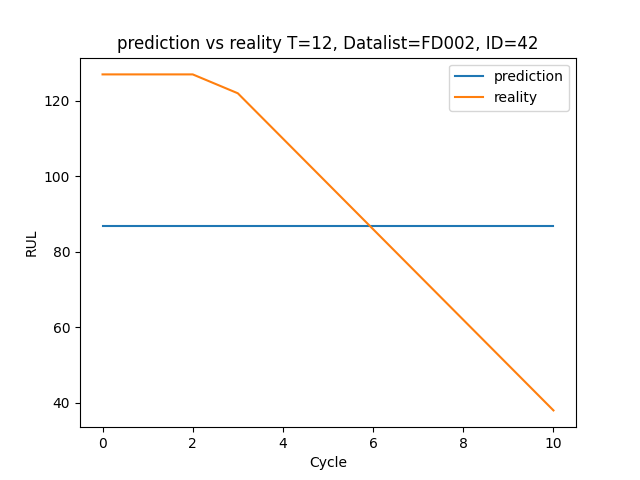 prediction vs reality T=12, Datalist=FD002, ID=42
prediction
reality
RUL
120
100
80
60
40
0 2 4 6 8 10
Cycle